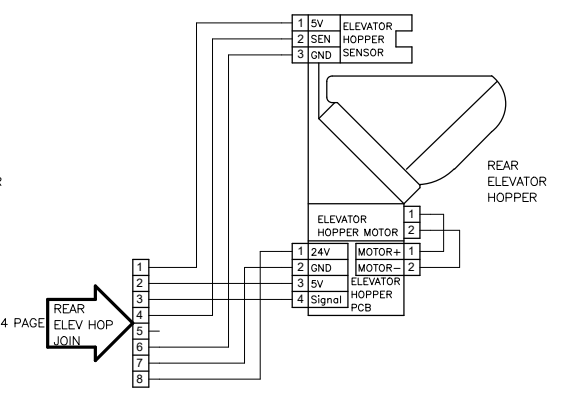 1 5V ELEVATOR
2 SEN HOPPER
3 GND SENSOR
REAR
ELEVATOR
HOPPER
ELEVATOR
HOPPER MOTOR
1
2
1 24V MOTOR+ 1
2 GND MOTOR- 2
3 5V ELEVATOR
4 Signal HOPPER
PCB
1
2
3
4
5
6
7
8
4 PAGE
REAR
ELEV HOP
JOIN